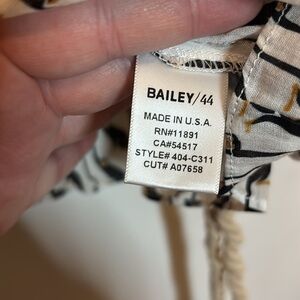 BAILEY/44
MADE IN U.S.A.
RN#11891
CA#54517
STYLE# 404-C311
CUT# A07658